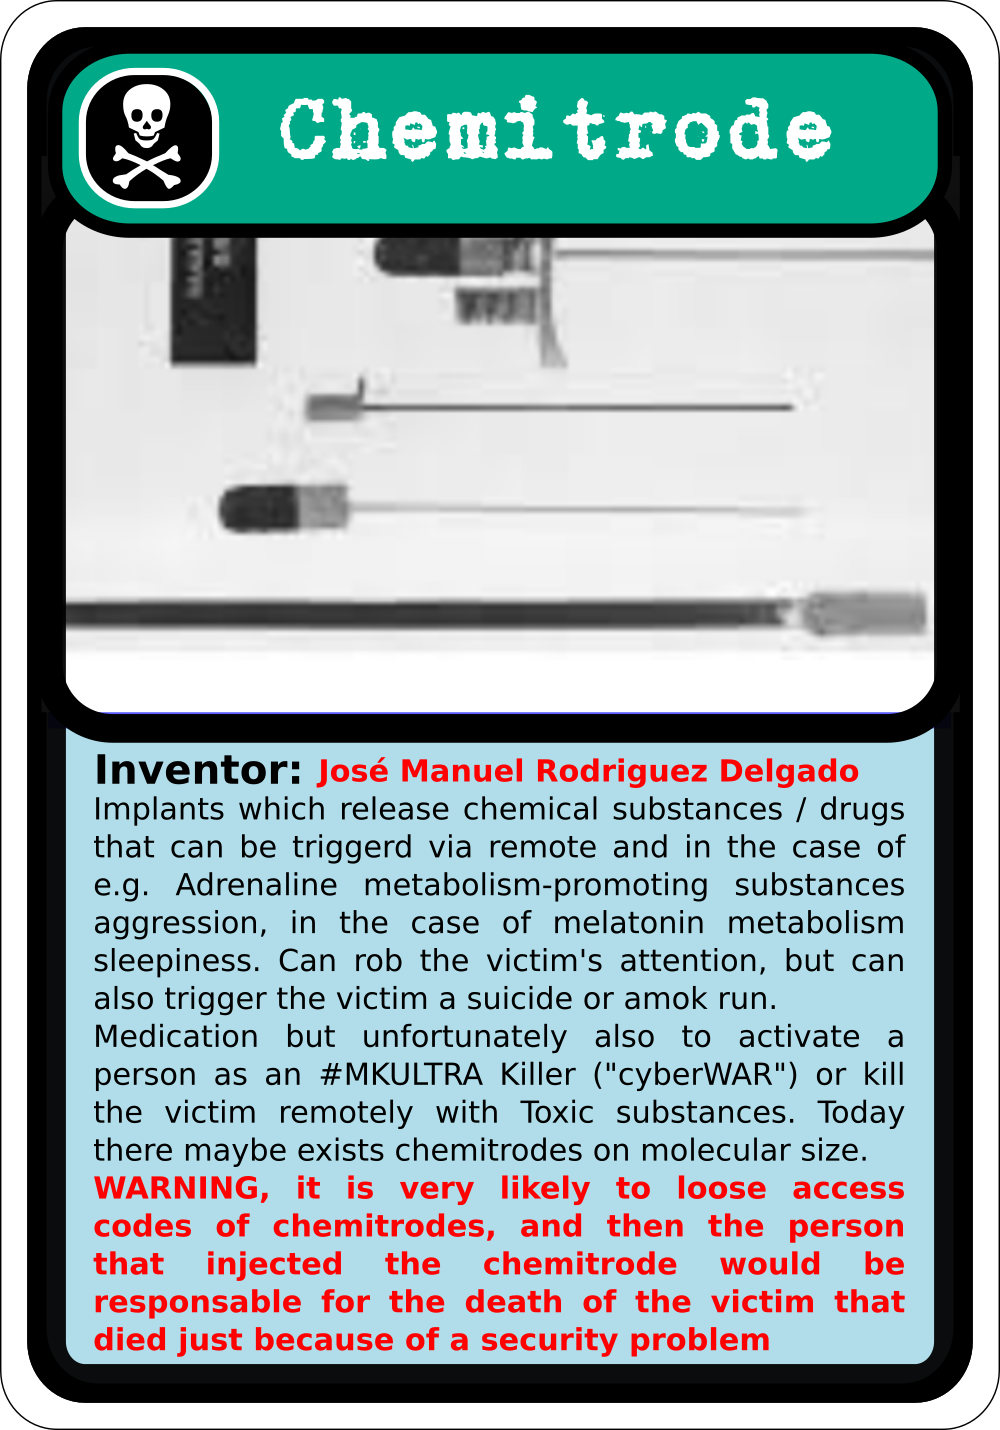 Chemitrode
Inventor: José Manuel Rodriguez Delgado
Implants which release chemical substances / drugs
that can be triggerd via remote and in the case of
e.g. Adrenaline metabolism-promoting substances
aggression, in the case of melatonin metabolism
sleepiness. Can rob the victim's attention, but can
also trigger the victim a suicide or amok run.
Medication but unfortunately also to activate a
person as an #MKULTRA Killer ("cyberWAR") or kill
the victim remotely with Toxic substances. Today
there maybe exists chemitrodes on molecular size.
WARNING, it is very likely to loose access
codes of chemitrodes, and then the person
that injected the chemitrode would be
responsable for the death of the victim that
died just because of a security problem